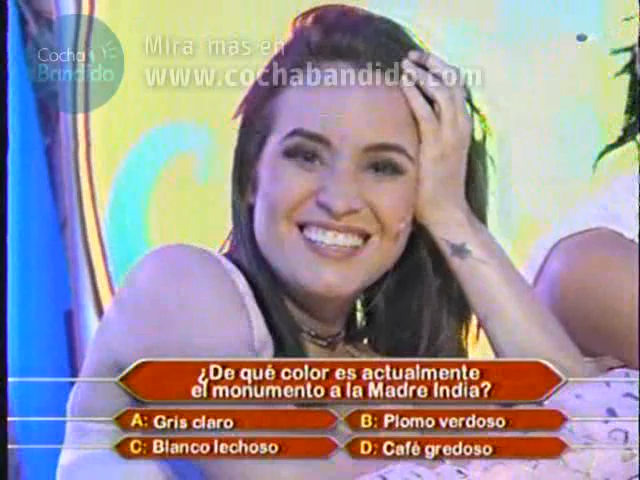 Cocha
Bandido
Mira más en
www.cochabandido.com
¿De qué color es actualmente
el monumento a la Madre India?
A: Gris claro
B: Plomo verdoso
C: Blanco lechoso
D: Café gredoso